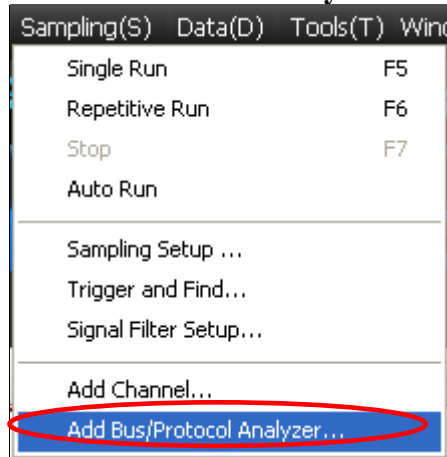 Sampling(S) Data(D) Tools(T)
Single Run F5
Repetitive Run F6
Stop F7
Auto Run
Sampling Setup ...
Trigger and Find...
Signal Filter Setup...
Add Channel...
Add Bus/Protocol Analyzer...